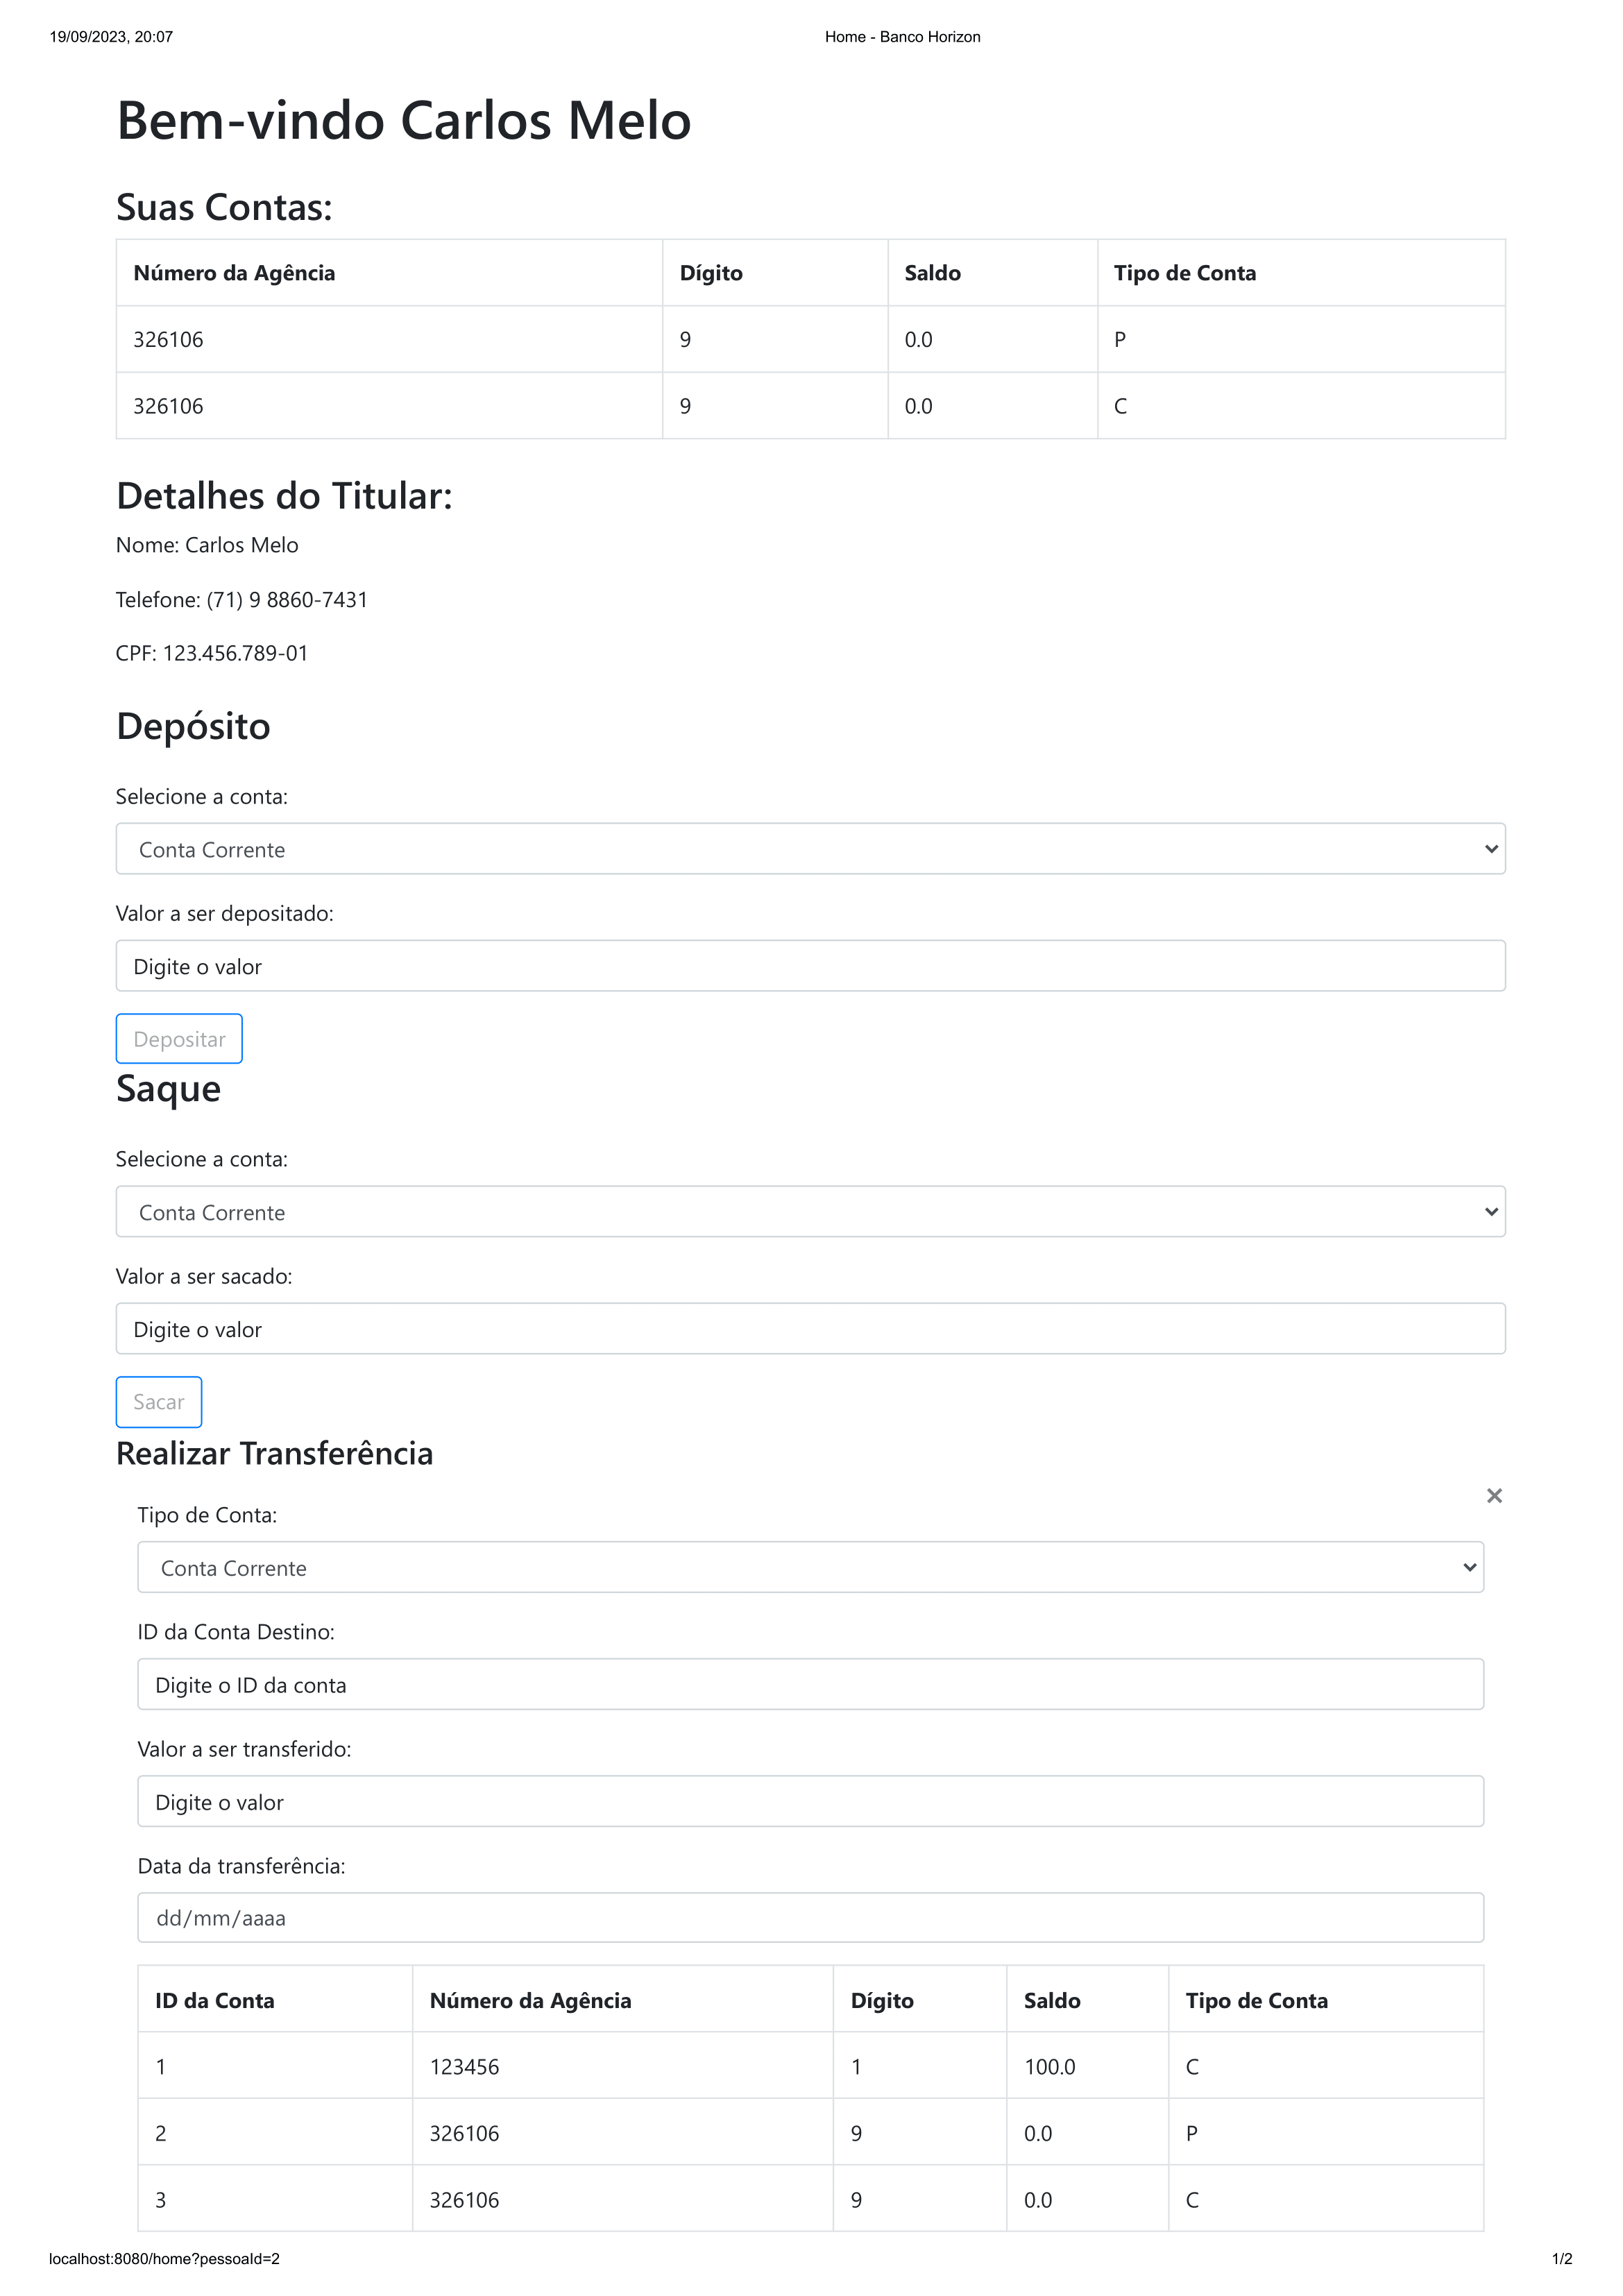 19/09/2023, 20:07 Home - Banco Horizon
Bem-vindo Carlos Melo
Suas Contas:
Número da Agência Dígito Saldo Tipo de Conta
326106 9 0.0 P
326106 9 0.0 C
Detalhes do Titular:
Nome: Carlos Melo
Telefone: (71) 9 8860-7431
CPF: 123.456.789-01
Depósito
Selecione a conta:
Conta Corrente
Valor a ser depositado:
Digite o valor
Depositar
Saque
Selecione a conta:
Conta Corrente
Valor a ser sacado:
Digite o valor
Sacar
Realizar Transferência
×
Tipo de Conta:
Conta Corrente
ID da Conta Destino:
Digite o ID da conta
Valor a ser transferido:
Digite o valor
Data da transferência:
dd/mm/aaaa
ID da Conta Número da Agência Dígito Saldo Tipo de Conta
1 123456 1 100.0 C
2 326106 9 0.0 P
3 326106 9 0.0 C
localhost:8080/home?pessoaId=2 1/2